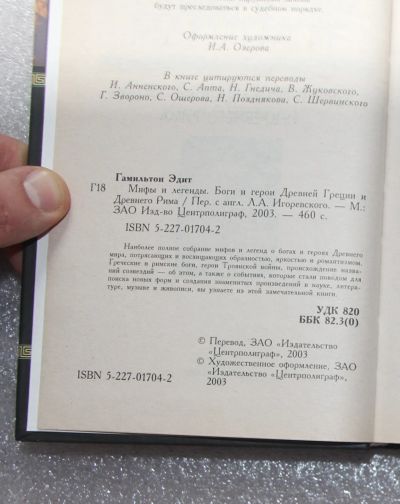 будут преследоваться в судебном порядке.
Оформление художника
И.А. Озерова
В книге цитируются переводы
И. Анненского, С. Апта, Н. Гнедича, В. Жуковского,
Г. Звороно, С. Ошерова, Н. Позднякова, С. Шервинского
Гамильтон Эдит
Г18 Мифы и легенды. Боги и герои Древней Греции и
Древнего Рима / Пер. с англ. Л.А. Игоревского. — М.:
ЗАО Изд-во Центрполиграф, 2003. — 460 с.
ISBN 5-227-01704-2
Наиболее полное собрание мифов и легенд о богах и героях Древнего
мира, потрясающих и восхищающих образностью, яркостью и романтизмом.
Греческие и римские боги, герои Троянской войны, происхождение назва-
ний созвездий — об этом, а также о событиях, которые стали поводом для
поиска новых форм и создания знаменитых произведений в науке, литера-
туре, музыке и живописи, вы узнаете из этой замечательной книги.
УДК 820
ББК 82.3(0)
© Перевод, ЗАО «Издательство
«Центрполиграф», 2003
© Художественное оформление, ЗАО
«Издательство «Центрполиграф»,
2003
ISBN 5-227-01704-2